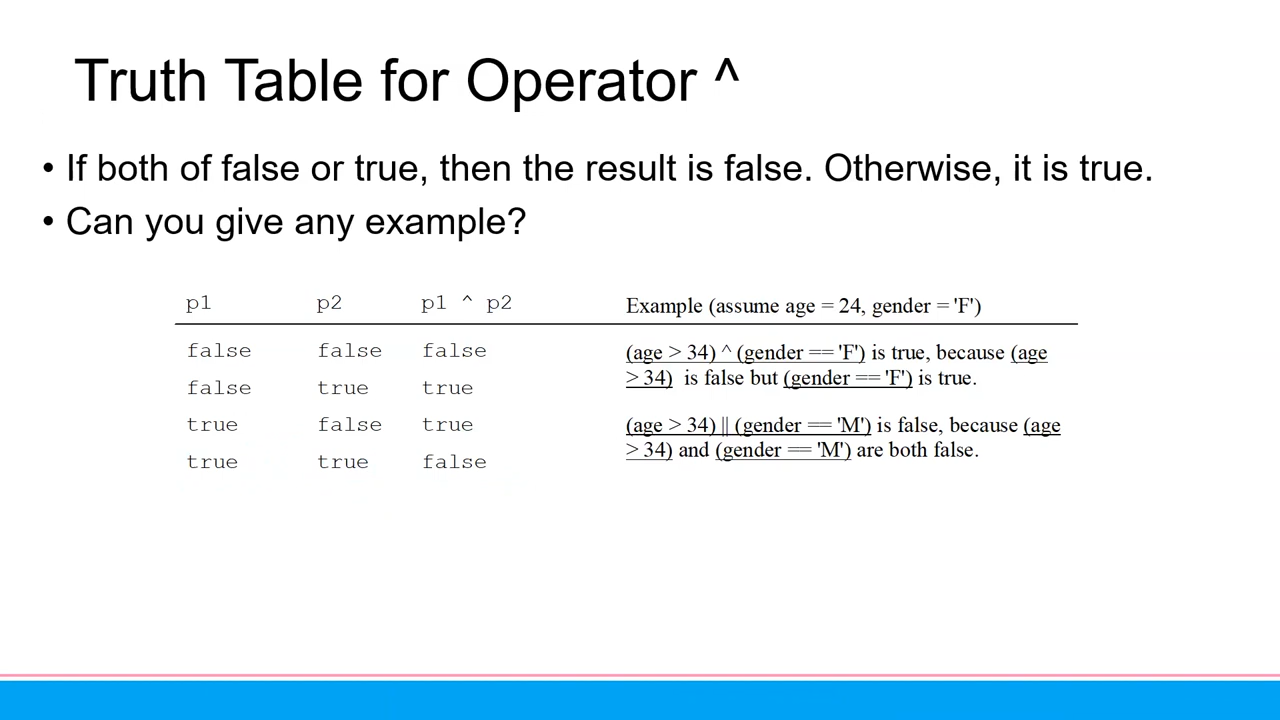 Truth Table for Operator ^
• If both of false or true, then the result is false. Otherwise, it is true.
• Can you give any example?
p1 p2 p1 ^ p2
false false false
false true true
true false true
true true false
Example (assume age = 24, gender = 'F')
(age > 34) ^ (gender == 'F') is true, because (age
> 34) is false but (gender == 'F') is true.
(age > 34) || (gender == 'M') is false, because (age
> 34) and (gender == 'M') are both false.